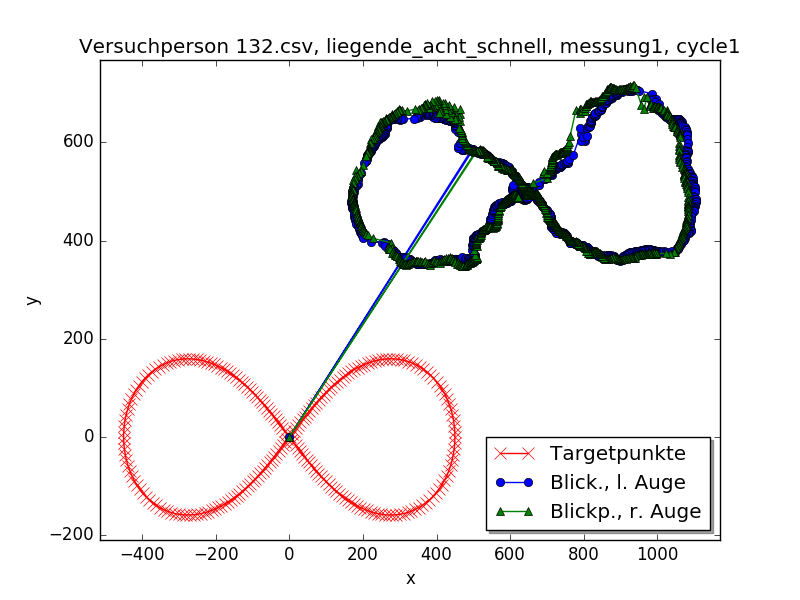 Versuchperson 132.csv, liegende_acht_schnell, messung1, cycle1
y
600
400
200
0
−200
−400
−200
0
200
400
600
800
1000
x
Targetpunkte
Blick., l. Auge
Blickp., r. Auge